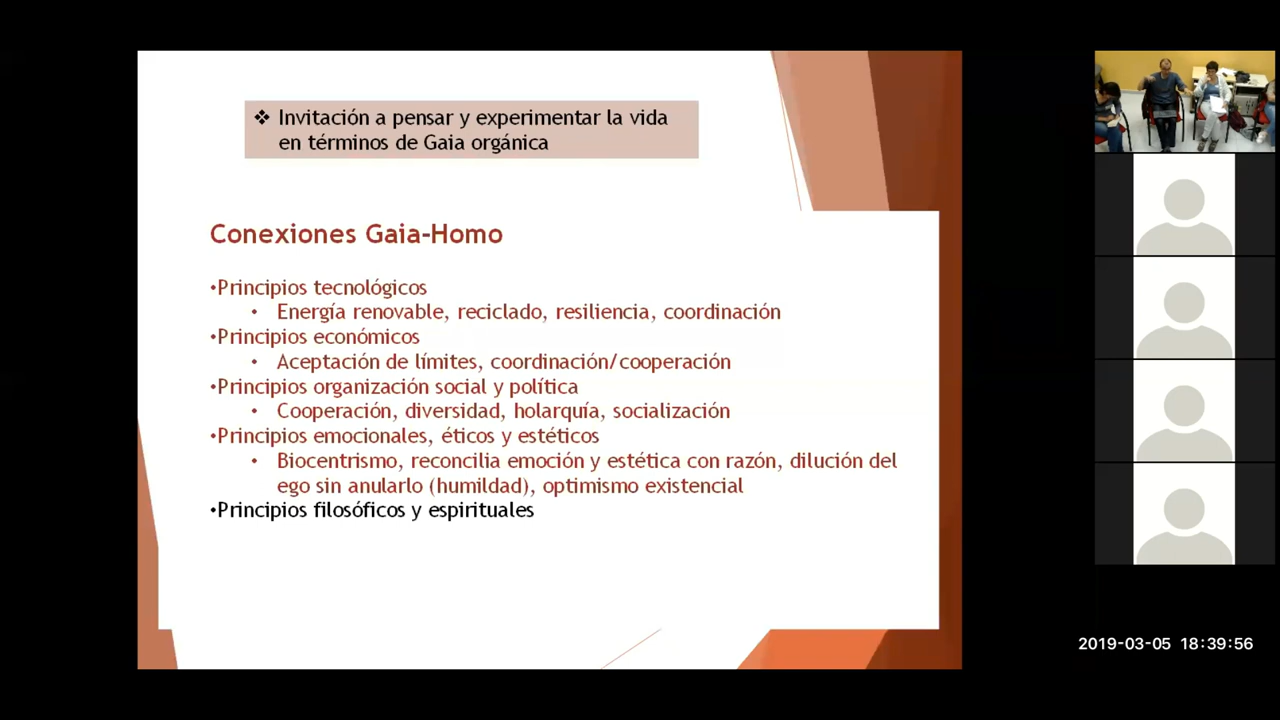 ❖ Invitación a pensar y experimentar la vida
en términos de Gaia orgánica
Conexiones Gaia-Homo
•Principios tecnológicos
• Energía renovable, reciclado, resiliencia, coordinación
•Principios económicos
• Aceptación de límites, coordinación/cooperación
•Principios organización social y política
• Cooperación, diversidad, holarquía, socialización
•Principios emocionales, éticos y estéticos
• Biocentrismo, reconcilia emoción y estética con razón, dilución del
ego sin anularlo (humildad), optimismo existencial
•Principios filosóficos y espirituales
2019-03-05 18:39:56